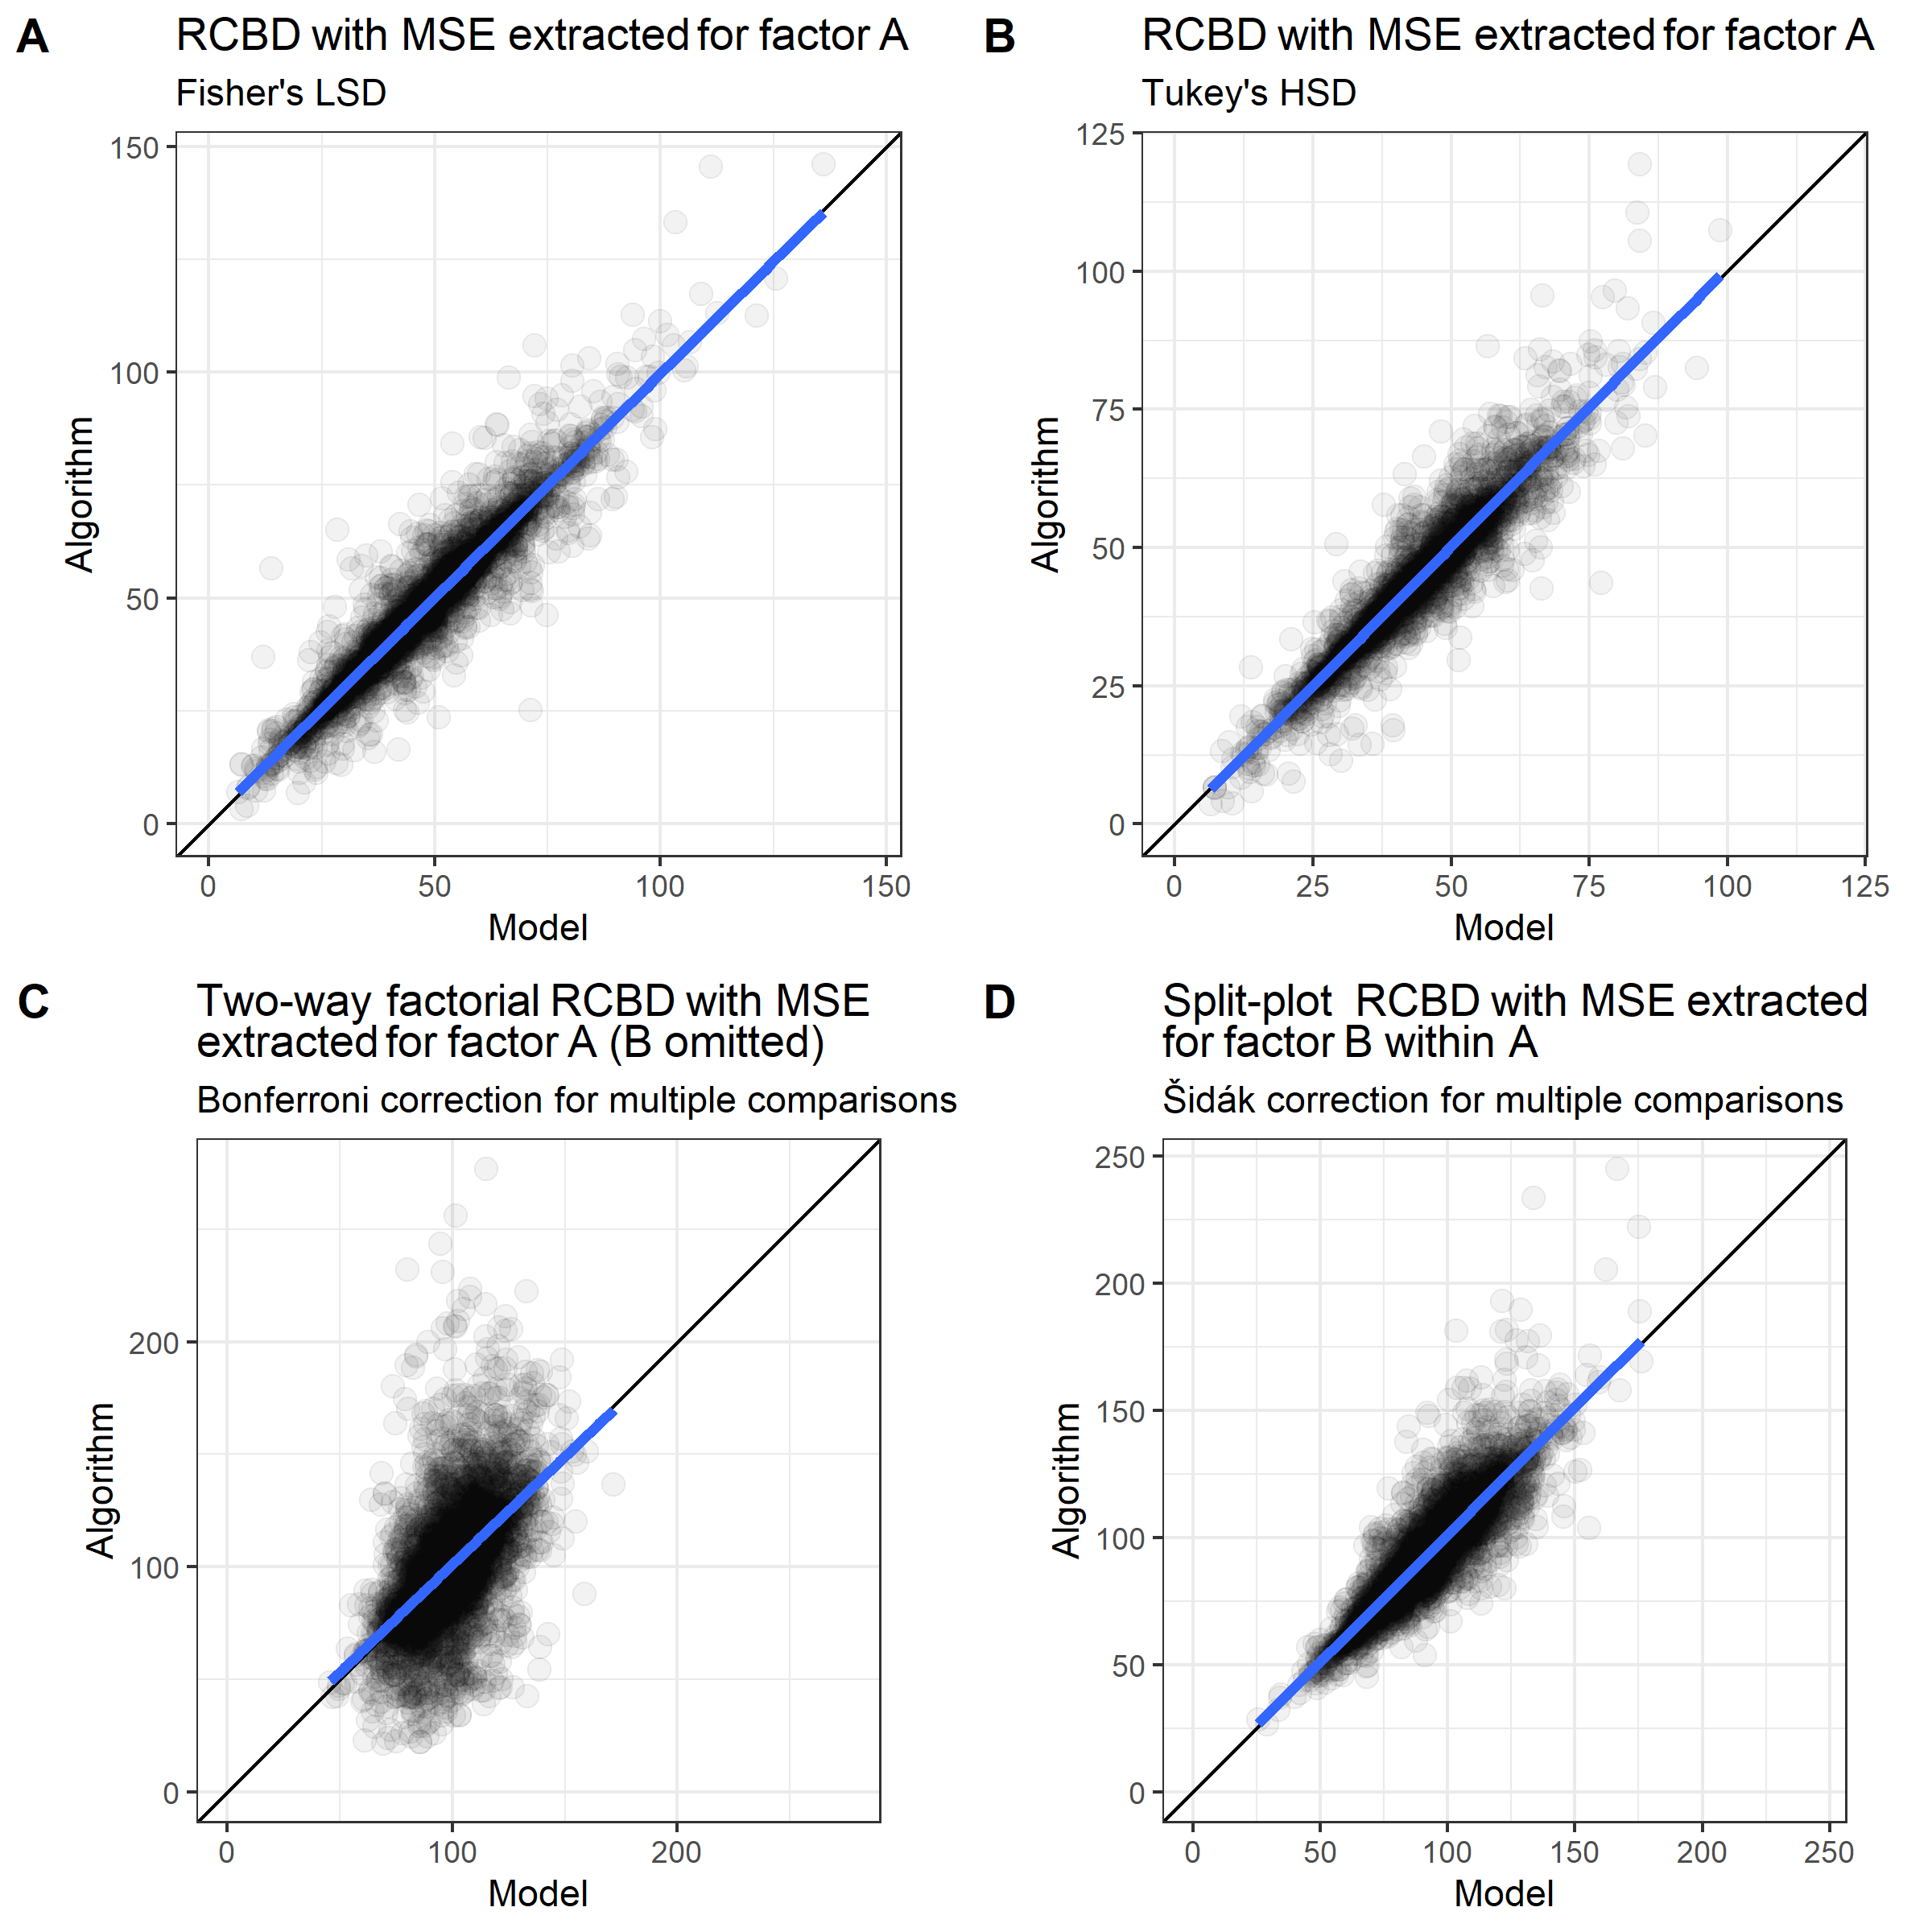 A
RCBD with MSE extracted for factor A
Fisher's LSD
150
100
50
0
Algorithm
0 50 100 150
Model
B
RCBD with MSE extracted for factor A
Tukey's HSD
125
100
75
50
25
0
Algorithm
0 25 50 75 100 125
Model
C
Two-way factorial RCBD with MSE
extracted for factor A (B omitted)
Bonferroni correction for multiple comparisons
200
100
0
Algorithm
0 100 200
Model
D
Split-plot RCBD with MSE extracted
for factor B within A
Šidák correction for multiple comparisons
250
200
150
100
50
0
Algorithm
0 50 100 150 200 250
Model